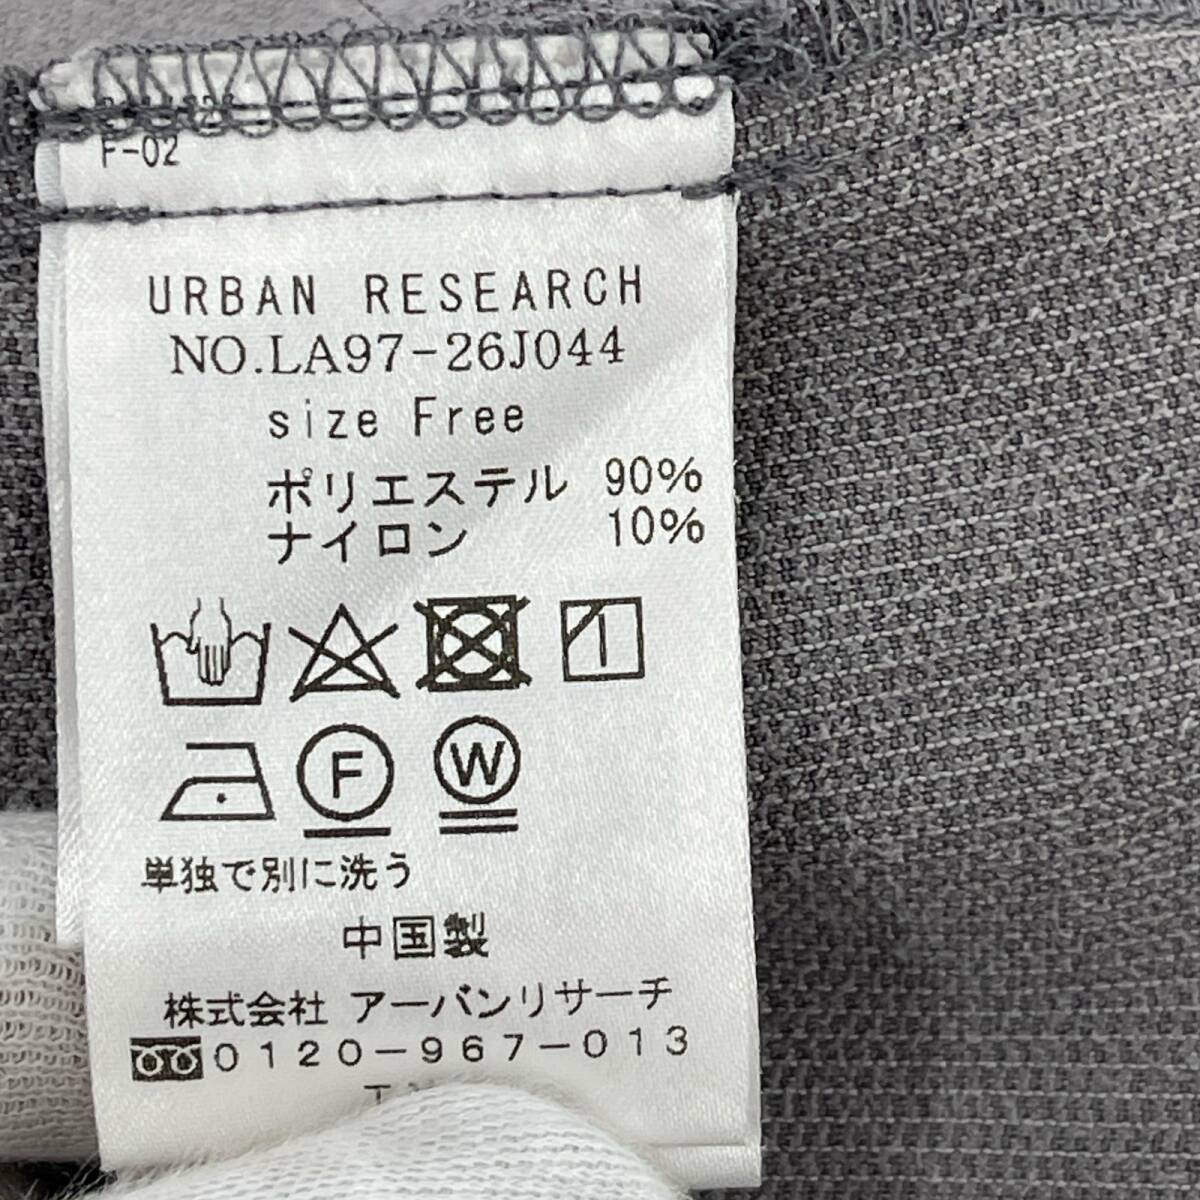 F-02
URBAN RESEARCH
NO.LA97-26J044
size Free
ポリエステル 90%
ナイロン 10%
F W
単独で別に洗う
中国製
株式会社 アーバンリサーチ
0120-967-013